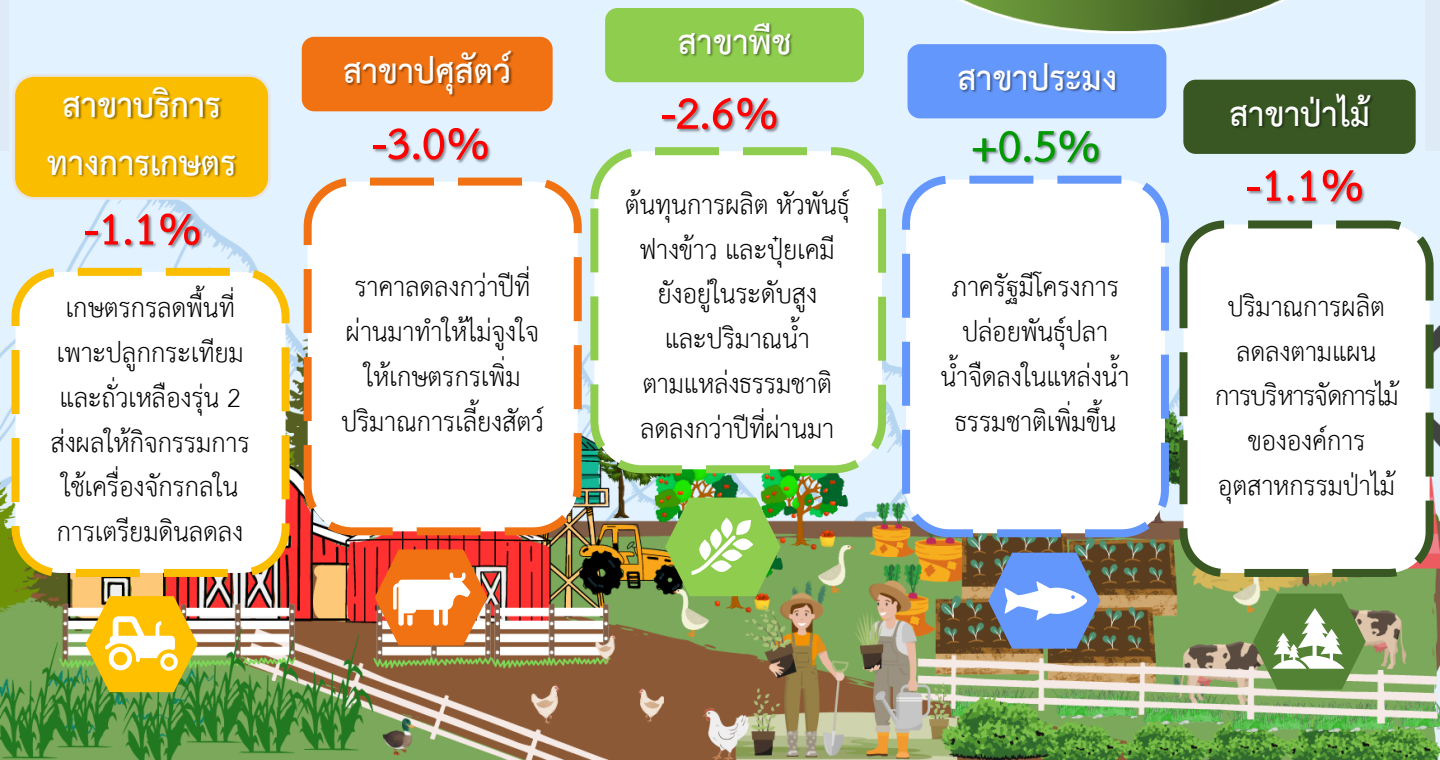 สาขาบริการ
ทางการเกษตร
-1.1%
เกษตรกรลดพื้นที่
เพาะปลูกกระเทียม
และถั่วเหลืองรุ่น 2
ส่งผลให้กิจกรรมการ
ใช้เครื่องจักรกลใน
การเตรียมดินลดลง
สาขาปศุสัตว์
-3.0%
ราคาลดลงกว่าปีที่
ผ่านมาทำให้ไม่จูงใจ
ให้เกษตรกรเพิ่ม
ปริมาณการเลี้ยงสัตว์
สาขาพืช
-2.6%
ต้นทุนการผลิต หัวพันธุ์
ฟางข้าว และปุ๋ยเคมี
ยังอยู่ในระดับสูง
และปริมาณน้ำ
ตามแหล่งธรรมชาติ
ลดลงกว่าปีที่ผ่านมา
สาขาประมง
+0.5%
ภาครัฐมีโครงการ
ปล่อยพันธุ์ปลา
น้ำจืดลงในแหล่งน้ำ
ธรรมชาติเพิ่มขึ้น
สาขาป่าไม้
-1.1%
ปริมาณการผลิต
ลดลงตามแผน
การบริหารจัดการไม้
ขององค์การ
อุตสาหกรรมป่าไม้